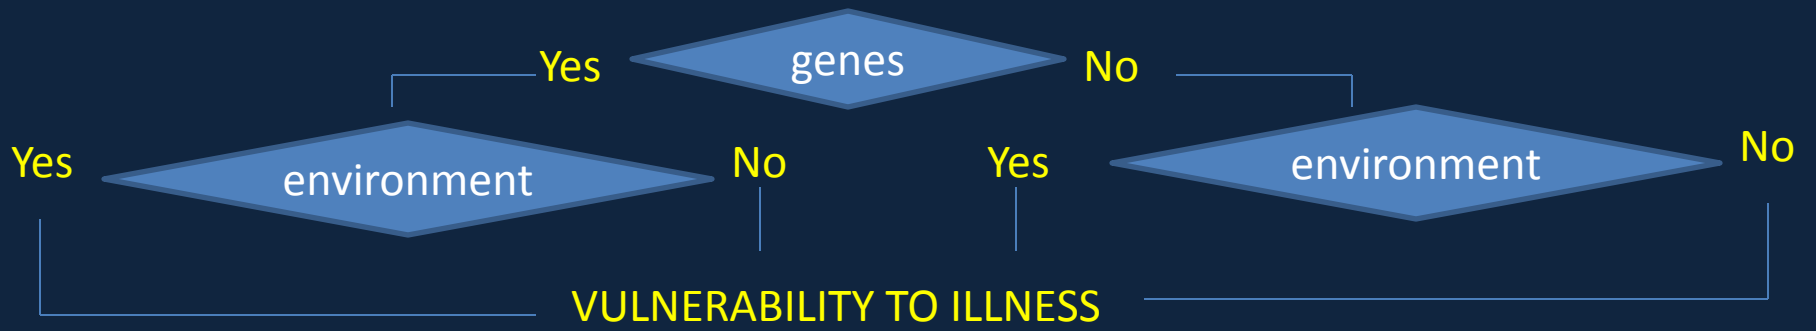 Yes genes No
Yes environment No Yes environment No
VULNERABILITY TO ILLNESS